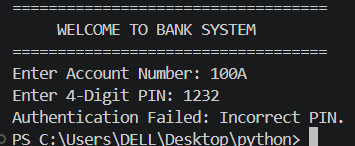 ===================================
WELCOME TO BANK SYSTEM
===================================
Enter Account Number: 100A
Enter 4-Digit PIN: 1232
Authentication Failed: Incorrect PIN.
PS C:\Users\DELL\Desktop\python>